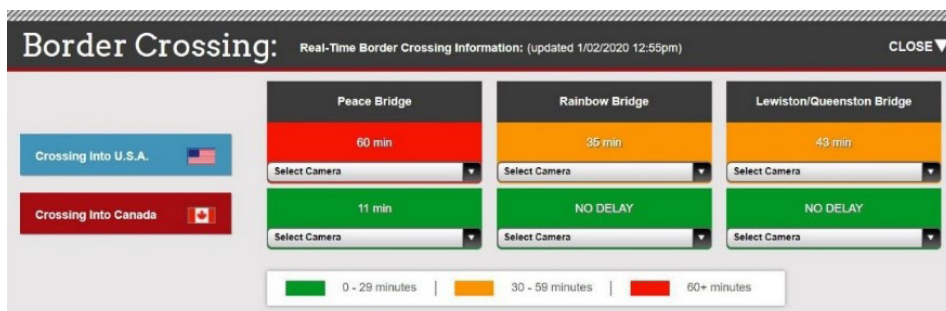 Border Crossing: Real-Time Border Crossing Information: (updated 1/02/2020 12:55pm) CLOSE▼
Peace Bridge Rainbow Bridge Lewiston/Queenston Bridge
Crossing Into U.S.A. 60 min 35 min 43 min
Select Camera Select Camera Select Camera
Crossing Into Canada 11 min NO DELAY NO DELAY
Select Camera Select Camera Select Camera
0 - 29 minutes | 30 - 59 minutes | 60+ minutes